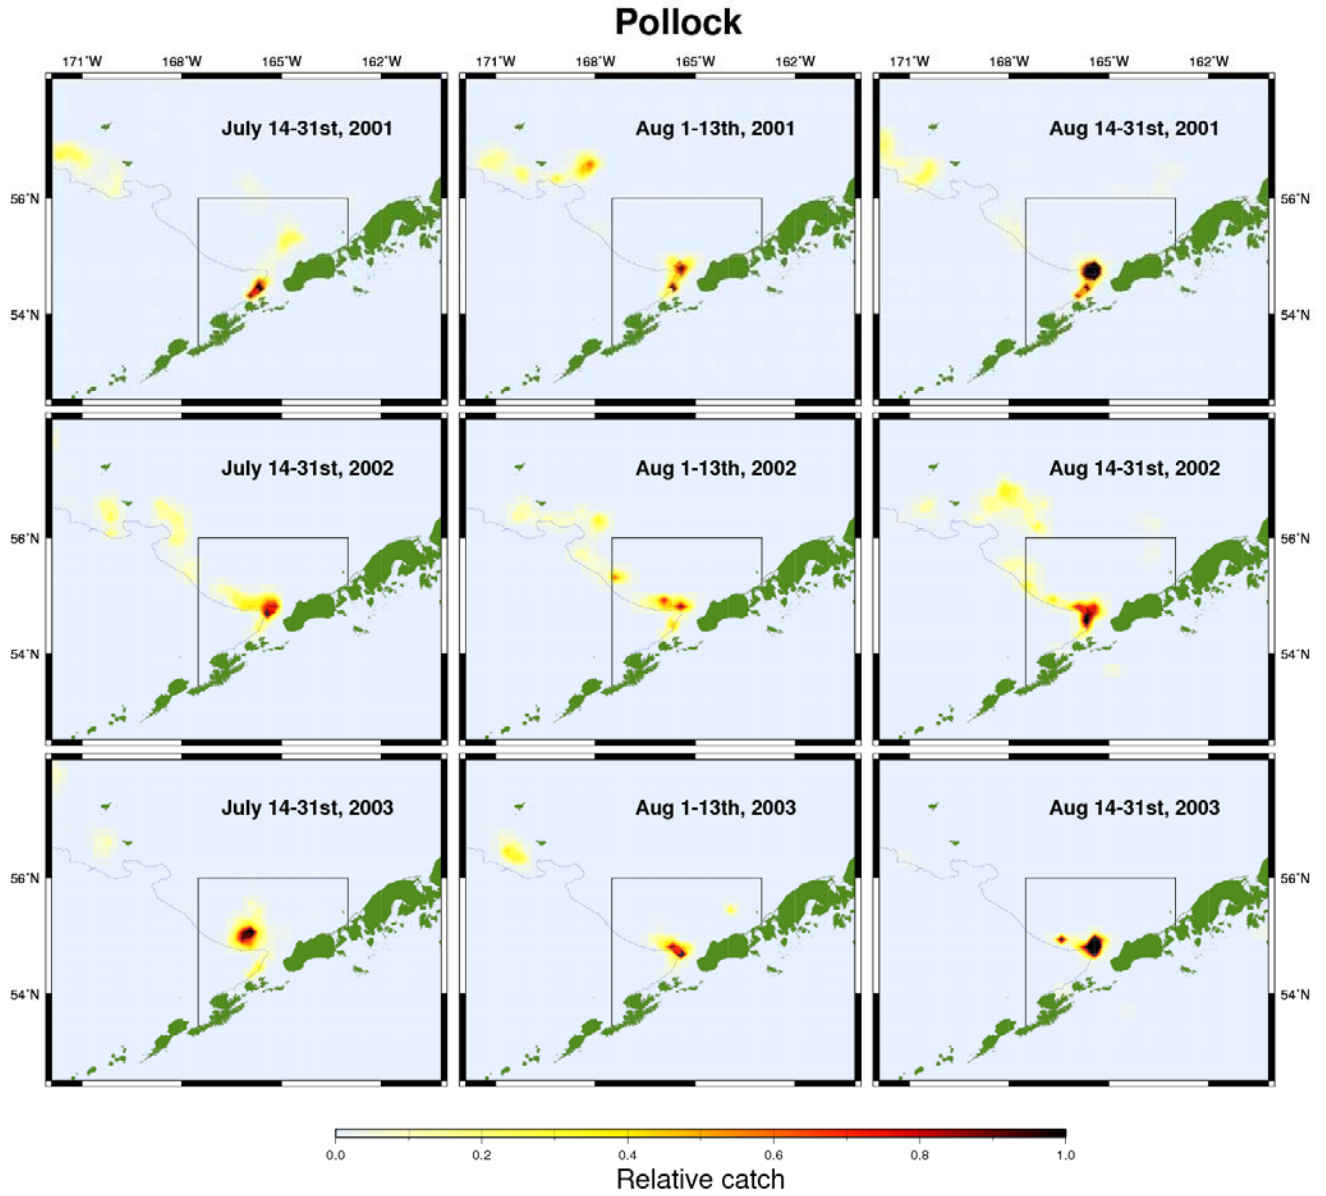 Pollock
171°W 168°W 165°W 162°W 171°W 168°W 165°W 162°W 171°W 168°W 165°W 162°W
July 14-31st, 2001 Aug 1-13th, 2001 Aug 14-31st, 2001
56°N 56°N
54°N 54°N
July 14-31st, 2002 Aug 1-13th, 2002 Aug 14-31st, 2002
56°N 56°N
54°N 54°N
July 14-31st, 2003 Aug 1-13th, 2003 Aug 14-31st, 2003
56°N 56°N
54°N 54°N
0.0 0.2 0.4 0.6 0.8 1.0
Relative catch